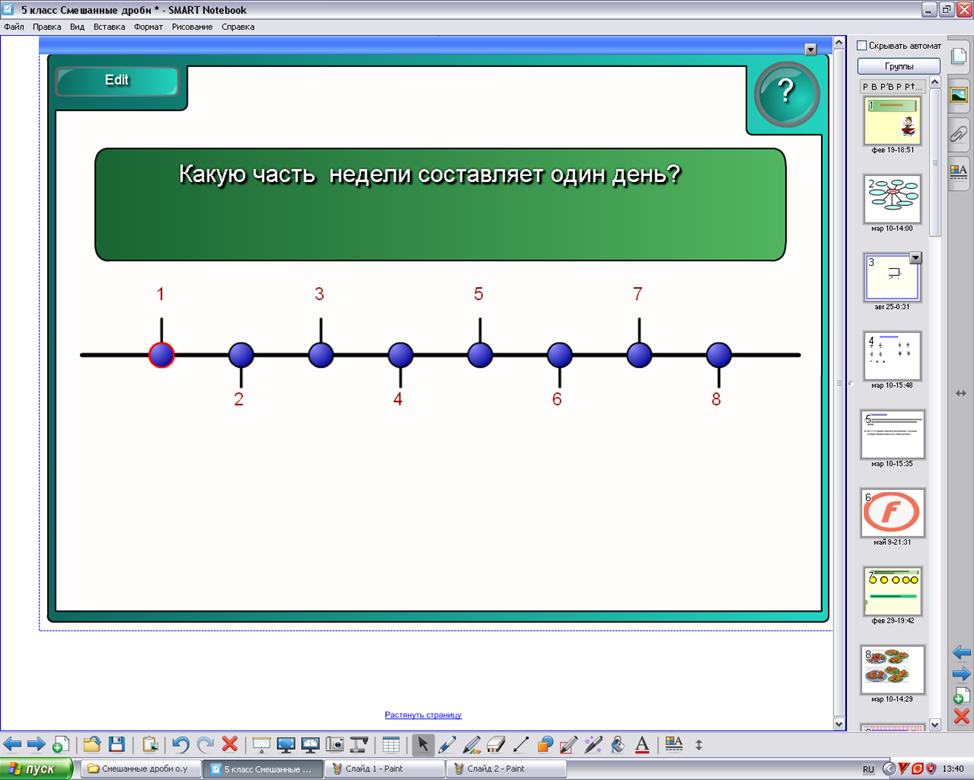 5 класс Смешанные дроби * - SMART Notebook
Файл Правка Вид Вставка Формат Рисование Справка
Edit
?
Какую часть недели составляет один день?
1 3 5 7
2 4 6 8
Растянуть страницу
Скрывать автомат
Группы
1
фев 19-18:51
2
мар 10-14:00
3
авг 25-0:31
4
мар 10-15:48
5
мар 10-15:35
6
F
май 9-21:31
7
фев 29-19:42
8
мар 10-14:29
пуск
Смешанные дроби о.у
5 класс Смешанные ...
Слайд 1 - Paint
Слайд 2 - Paint
RU
13:40